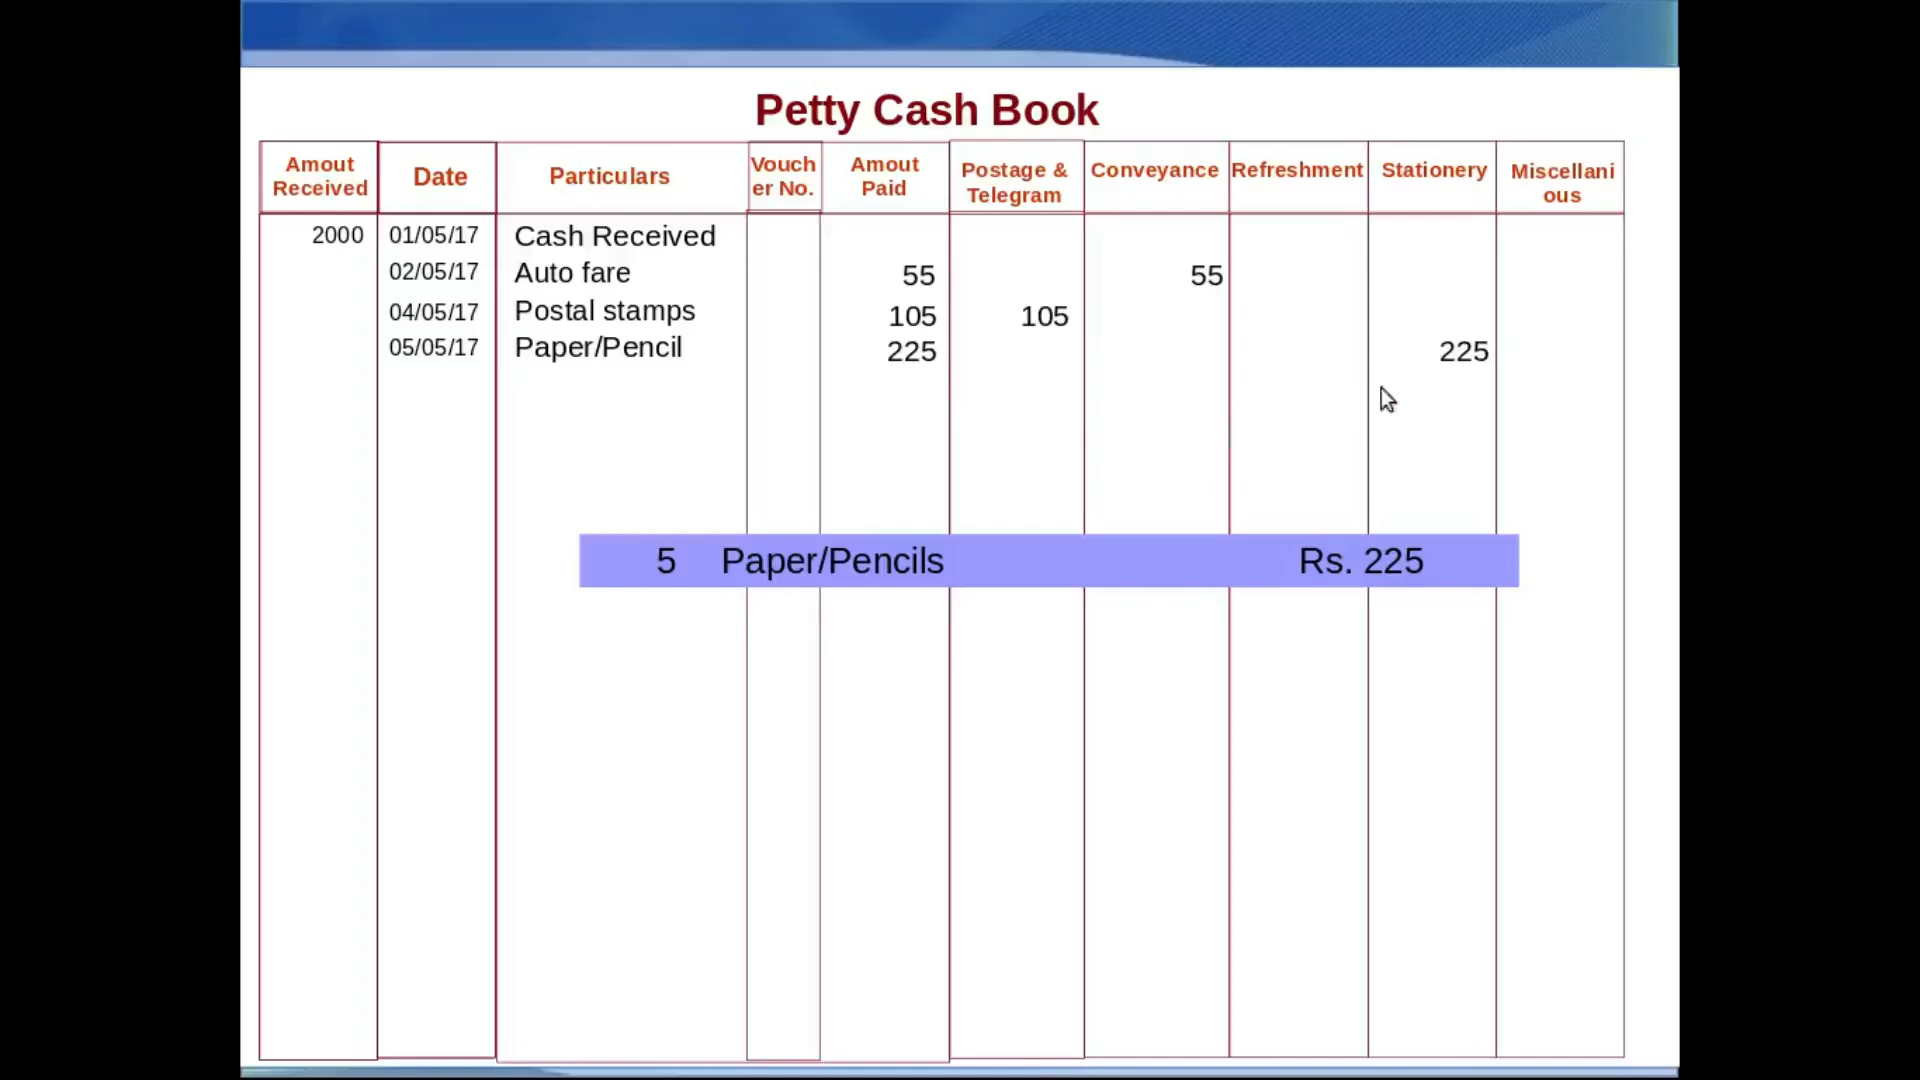 Petty Cash Book
Amout Received Date Particulars Vouch er No. Amout Paid Postage & Telegram Conveyance Refreshment Stationery Miscellani ous
2000 01/05/17 Cash Received
02/05/17 Auto fare 55 55
04/05/17 Postal stamps 105 105
05/05/17 Paper/Pencil 225 225
5 Paper/Pencils Rs. 225